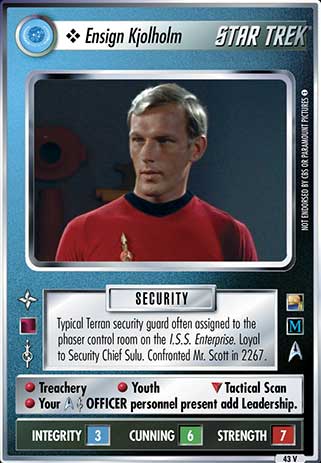 Ensign Kjolholm
STAR TREK
NOT ENDORSED BY CBS OR PARAMOUNT PICTURES
SECURITY
Typical Terran security guard often assigned to the
phaser control room on the I.S.S. Enterprise. Loyal
to Security Chief Sulu. Confronted Mr. Scott in 2267.
M
Treachery Youth Tactical Scan
Your OFFICER personnel present add Leadership.
INTEGRITY 3 CUNNING 6 STRENGTH 7
43 V